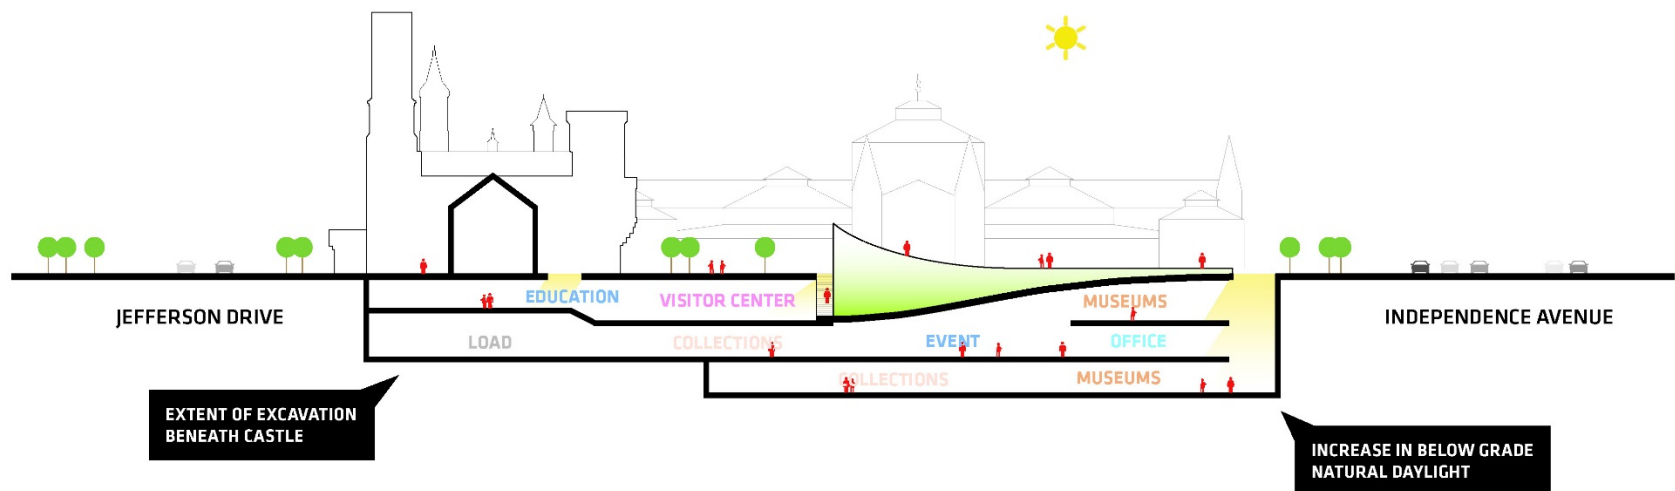 EDUCATION
VISITOR CENTER
MUSEUMS
JEFFERSON DRIVE
INDEPENDENCE AVENUE
LOAD
COLLECTIONS
EVENT
OFFICE
COLLECTIONS
MUSEUMS
EXTENT OF EXCAVATION
BENEATH CASTLE
INCREASE IN BELOW GRADE
NATURAL DAYLIGHT